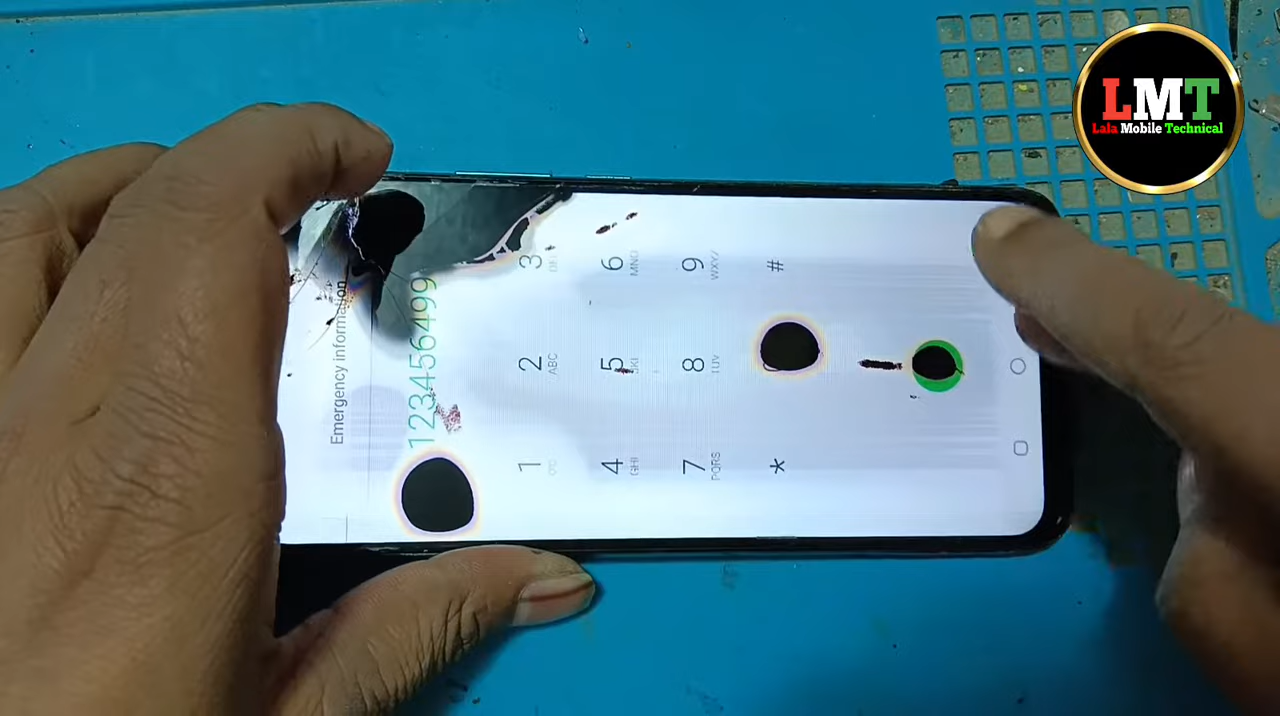 LMT
Lala Mobile Technical
Emergency information
123456499
1 2 3
ABC
4 5 6
GHI MNO
7 8 9
PQRS TUV WXYZ
* #